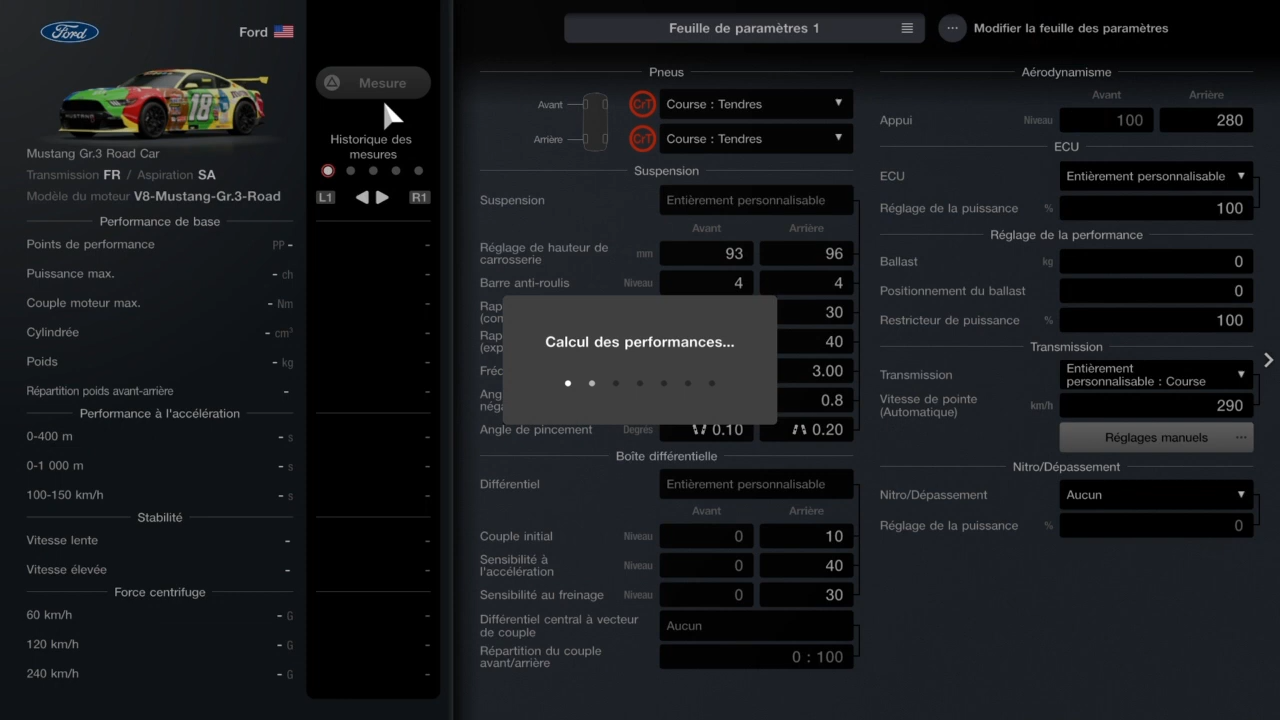 Ford
Ford
Mustang Gr.3 Road Car
Transmission FR / Aspiration SA
Modèle du moteur V8-Mustang-Gr.3-Road
Performance de base
Points de performance PP - -
Puissance max. - ch -
Couple moteur max. - Nm -
Cylindrée - cm³ -
Poids - kg -
Répartition poids avant-arrière - -
Performance à l'accélération
0-400 m - s -
0-1 000 m - s -
100-150 km/h - s -
Stabilité
Vitesse lente - -
Vitesse élevée - -
Force centrifuge
60 km/h - G -
120 km/h - G -
240 km/h - G -
Mesure
Historique des
mesures
L1 R1
Feuille de paramètres 1
Modifier la feuille des paramètres
Pneus
Avant CrT Course : Tendres
Arrière CrT Course : Tendres
Suspension
Suspension Entièrement personnalisable
Avant Arrière
Réglage de hauteur de
carrosserie mm 93 96
Barre anti-roulis Niveau 4 4
Rap
(con 30
Rap
(exp 40
Fréq 3.00
Ang
néga 0.8
Angle de pincement Degrés 0.10 0.20
Calcul des performances...
Boîte différentielle
Différentiel Entièrement personnalisable
Avant Arrière
Couple initial Niveau 0 10
Sensibilité à
l'accélération Niveau 0 40
Sensibilité au freinage Niveau 0 30
Différentiel central à vecteur
de couple Aucun
Répartition du couple
avant/arrière 0 : 100
Aérodynamisme
Avant Arrière
Appui Niveau 100 280
ECU
ECU Entièrement personnalisable
Réglage de la puissance % 100
Réglage de la performance
Ballast kg 0
Positionnement du ballast 0
Restricteur de puissance % 100
Transmission
Transmission Entièrement
personnalisable : Course
Vitesse de pointe
(Automatique) km/h 290
Réglages manuels ...
Nitro/Dépassement
Nitro/Dépassement Aucun
Réglage de la puissance % 0
18